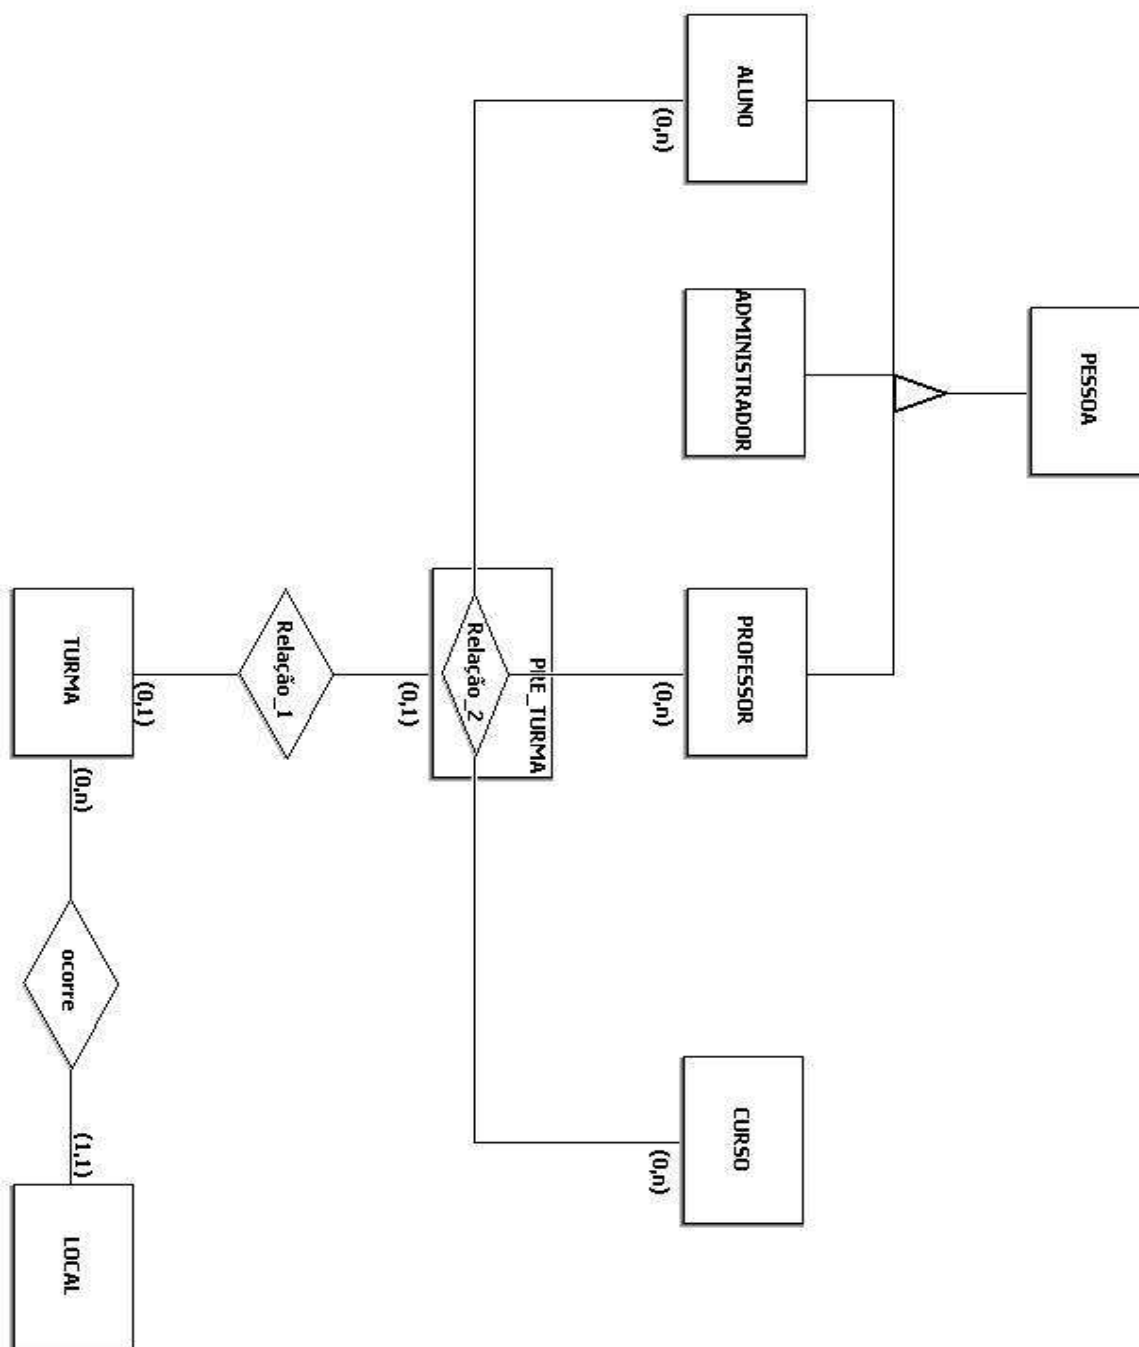 PESSOA
ALUNO
(0,n)
ADMINISTRADOR
PROFESSOR
(0,n)
CURSO
(0,n)
PRE_TURMA
Relação_2
(0,1)
Relação_1
(0,1)
TURMA
(0,n)
ocorre
(1,1)
LOCAL